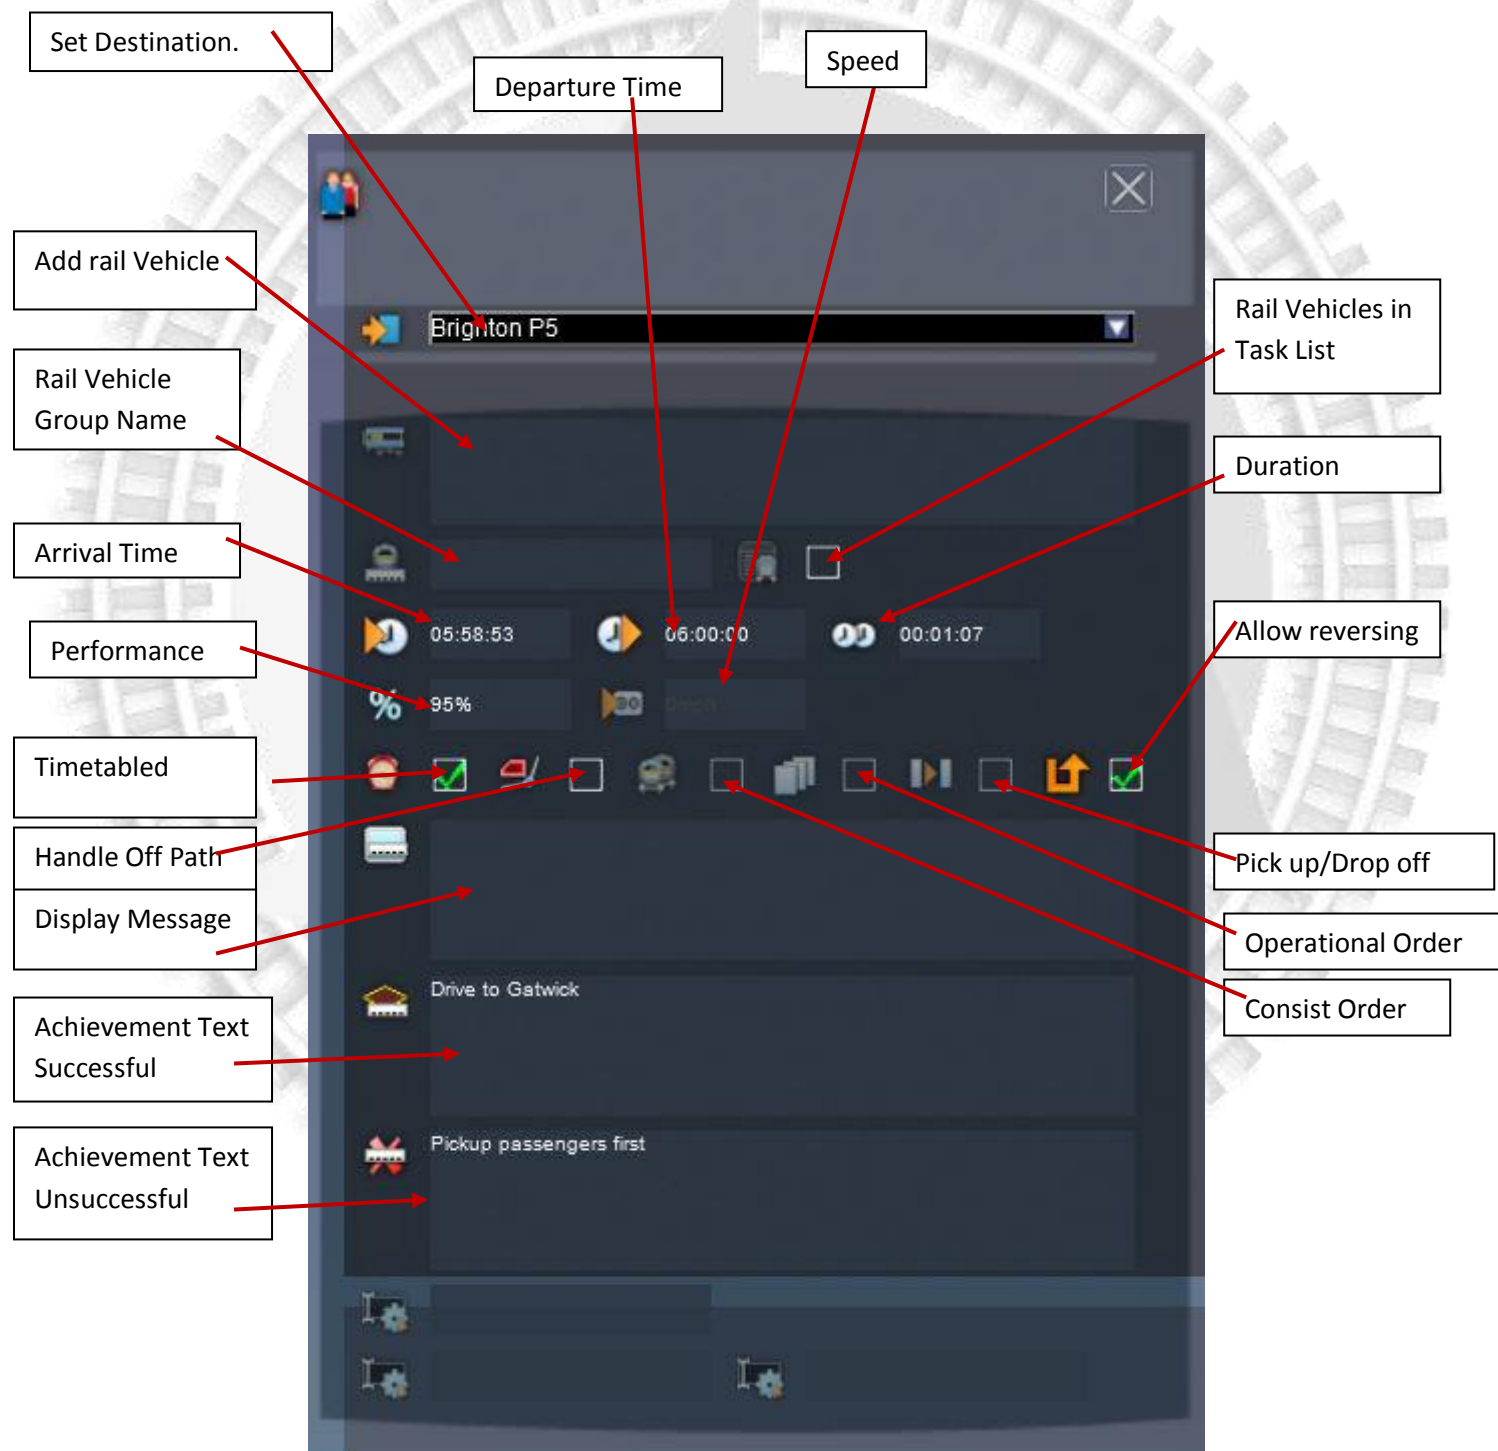 Set Destination.
Departure Time
Speed
Add rail Vehicle
Brighton P5
Rail Vehicles in
Task List
Rail Vehicle
Group Name
Duration
Arrival Time
05:58:53
06:00:00
00:01:07
Allow reversing
Performance
95%
Timetabled
Handle Off Path
Pick up/Drop off
Display Message
Operational Order
Drive to Gatwick
Consist Order
Achievement Text
Successful
Pickup passengers first
Achievement Text
Unsuccessful